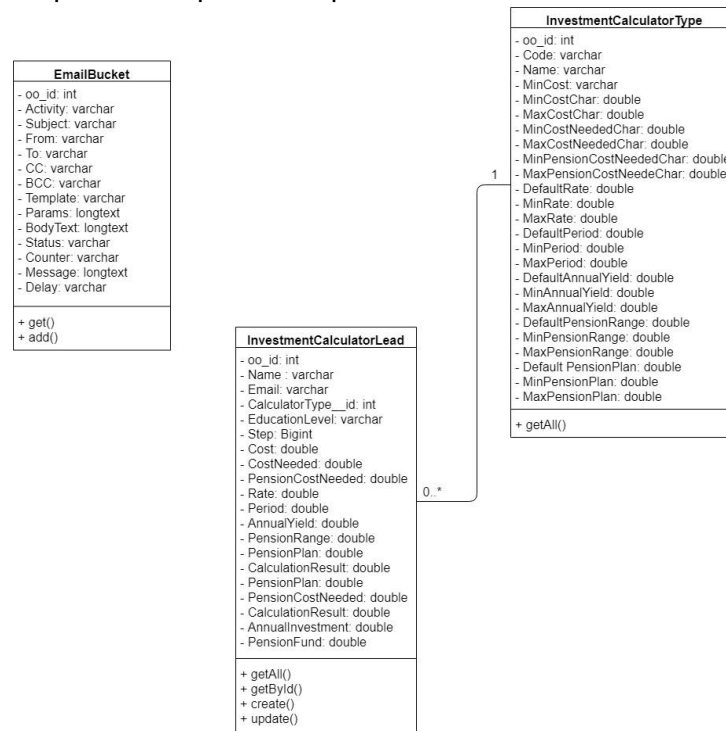 EmailBucket
- oo_id: int
- Activity: varchar
- Subject: varchar
- From: varchar
- To: varchar
- CC: varchar
- BCC: varchar
- Template: varchar
- Params: longtext
- BodyText: longtext
- Status: varchar
- Counter: varchar
- Message: longtext
- Delay: varchar
+ get()
+ add()
InvestmentCalculatorLead
- oo_id: int
- Name : varchar
- Email: varchar
- CalculatorType__id: int
- EducationLevel: varchar
- Step: Bigint
- Cost: double
- CostNeeded: double
- PensionCostNeeded: double
- Rate: double
- Period: double
- AnnualYield: double
- PensionRange: double
- PensionPlan: double
- CalculationResult: double
- PensionPlan: double
- PensionCostNeeded: double
- CalculationResult: double
- AnnualInvestment: double
- PensionFund: double
+ getAll()
+ getById()
+ create()
+ update()
0..*
1
InvestmentCalculatorType
- oo_id: int
- Code: varchar
- Name: varchar
- MinCost: varchar
- MinCostChar: double
- MaxCostChar: double
- MinCostNeededChar: double
- MaxCostNeededChar: double
- MinPensionCostNeededChar: double
- MaxPensionCostNeedeChar: double
- DefaultRate: double
- MinRate: double
- MaxRate: double
- DefaultPeriod: double
- MinPeriod: double
- MaxPeriod: double
- DefaultAnnualYield: double
- MinAnnualYield: double
- MaxAnnualYield: double
- DefaultPensionRange: double
- MinPensionRange: double
- MaxPensionRange: double
- Default PensionPlan: double
- MinPensionPlan: double
- MaxPensionPlan: double
+ getAll()